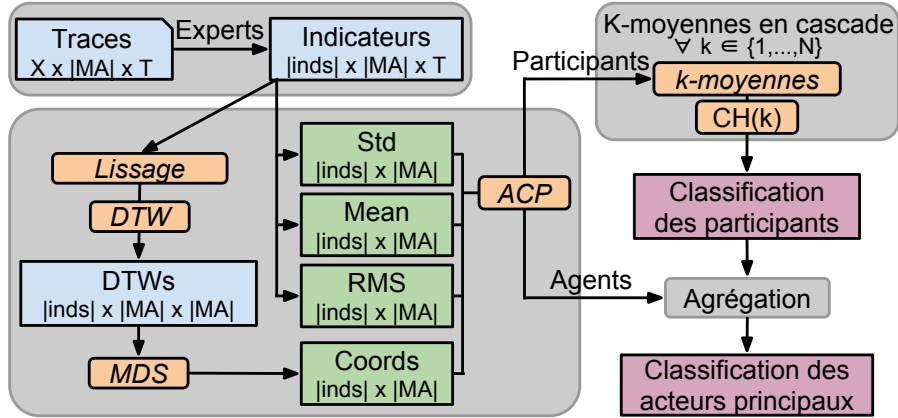 Traces
X x |MA| x T
Experts
Indicateurs
|inds| x |MA| x T
Lissage
DTW
DTWs
|inds| x |MA| x |MA|
MDS
Std
|inds| x |MA|
Mean
|inds| x |MA|
RMS
|inds| x |MA|
Coords
|inds| x |MA|
ACP
Participants
Agents
K-moyennes en cascade
∀ k ∈ {1,...,N}
k-moyennes
CH(k)
Classification
des participants
Agrégation
Classification des
acteurs principaux